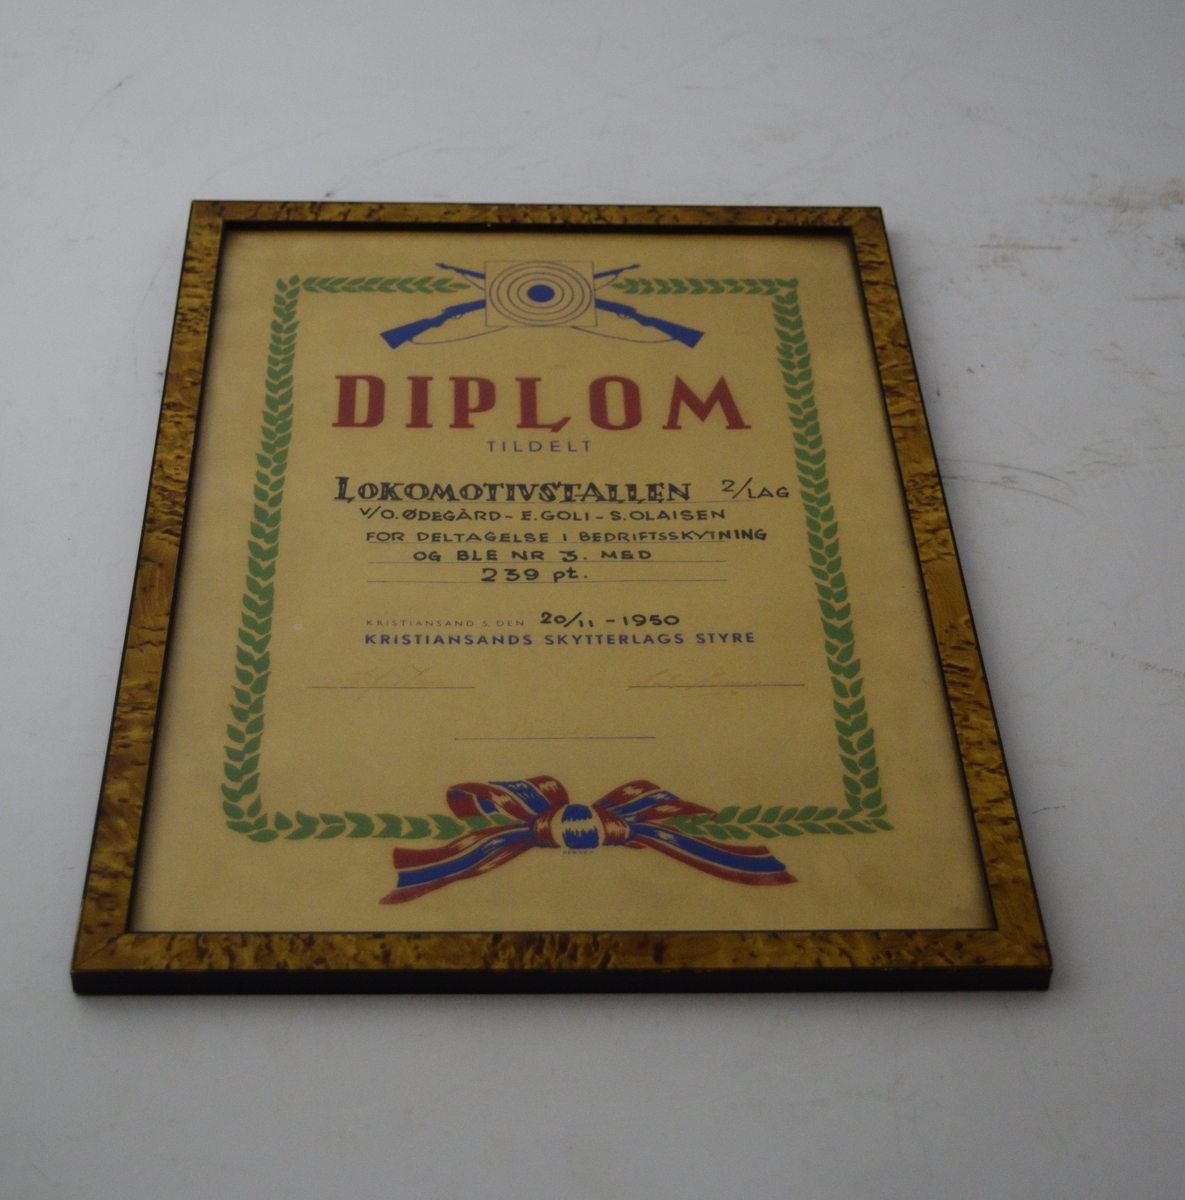 DIPLOM
TILDELT
LOKOMOTIVSTALLEN 2/LAG
V/O.ØDEGÅRD - E.GOLI - S.OLAISEN
FOR DELTAGELSE I BEDRIFTSSKYTNING
OG BLE NR 3. MED
239 pt.
KRISTIANSAND S. DEN 20/11 - 1950
KRISTIANSANDS SKYTTERLAGS STYRE